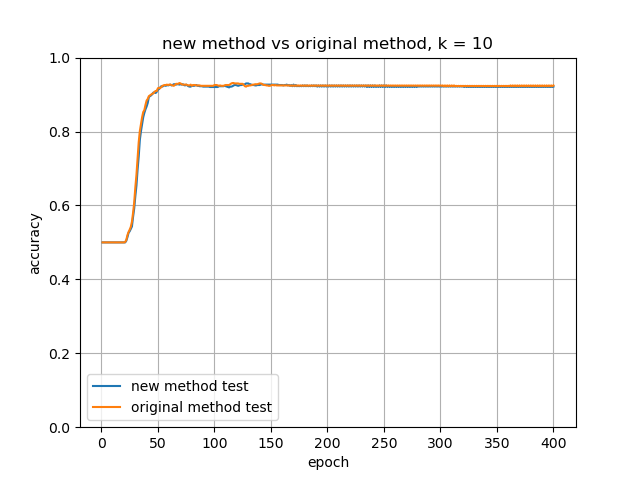 new method vs original method, k = 10
1.0
0.8
0.6
0.4
0.2
0.0
accuracy
new method test
original method test
0 50 100 150 200 250 300 350 400
epoch